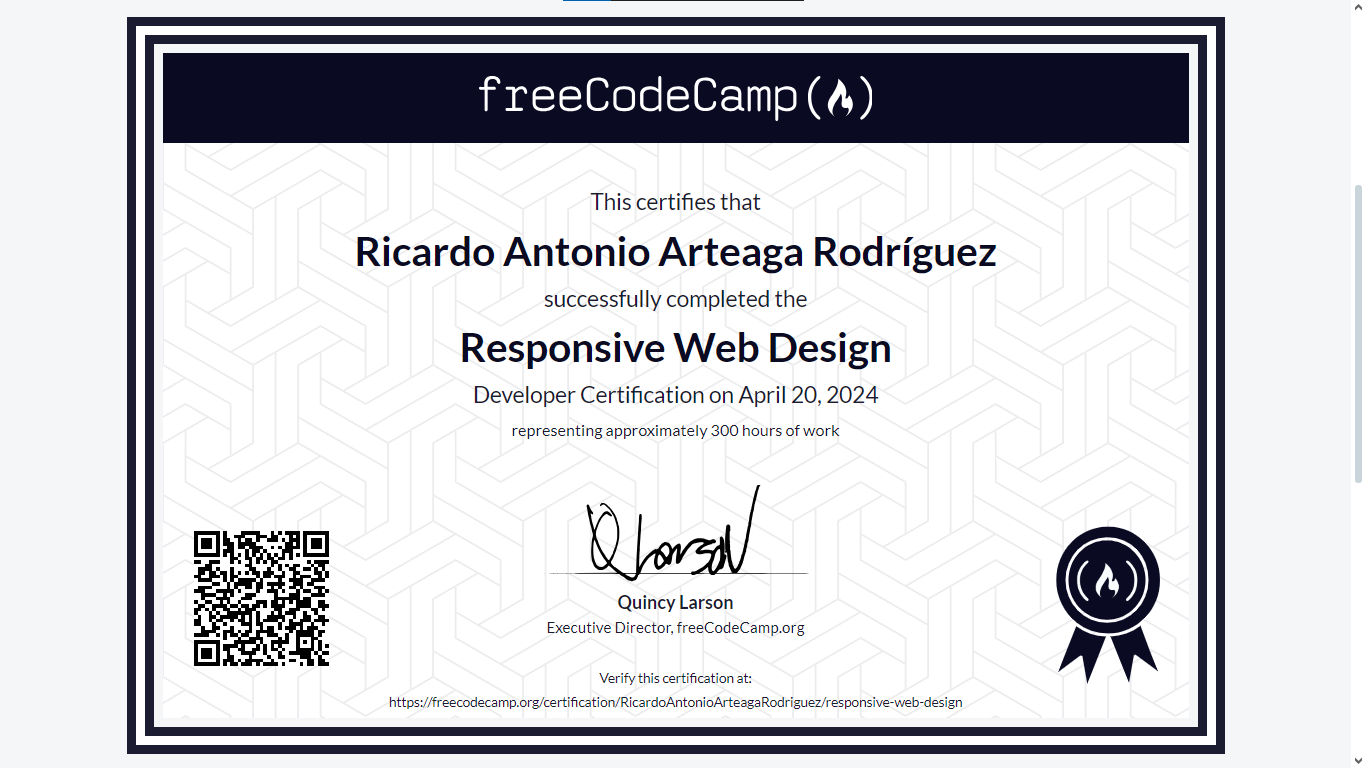 freeCodeCamp
This certifies that
Ricardo Antonio Arteaga Rodríguez
successfully completed the
Responsive Web Design
Developer Certification on April 20, 2024
representing approximately 300 hours of work
QLarson
Quincy Larson
Executive Director, freeCodeCamp.org
Verify this certification at:
https://freecodecamp.org/certification/RicardoAntonioArteagaRodriguez/responsive-web-design